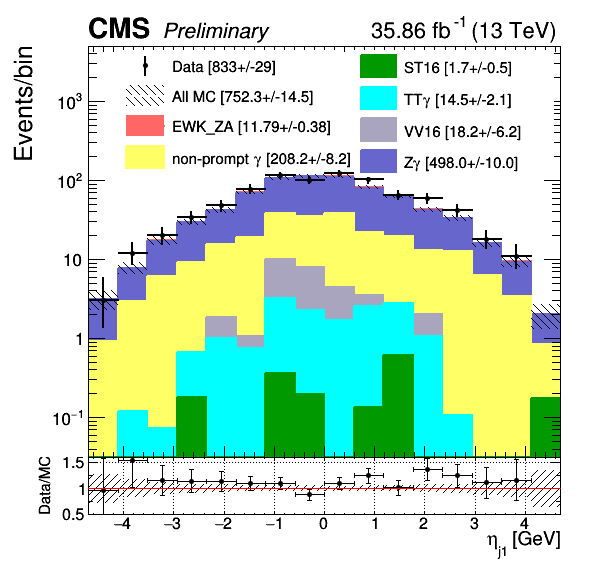 CMS Preliminary 35.86 fb⁻¹ (13 TeV)
Events/bin
Data [833+/-29]
All MC [752.3+/-14.5]
EWK_ZA [11.79+/-0.38]
non-prompt γ [208.2+/-8.2]
ST16 [1.7+/-0.5]
TTγ [14.5+/-2.1]
VV16 [18.2+/-6.2]
Zγ [498.0+/-10.0]
10³
10²
10
1
10⁻¹
Data/MC
1.5
1
0.5
−4 −3 −2 −1 0 1 2 3 4
η_j1 [GeV]